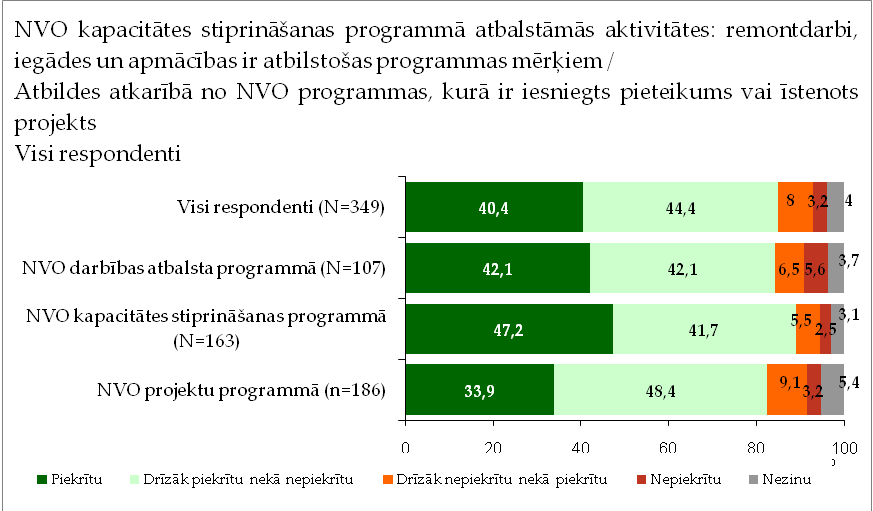 NVO kapacitātes stiprināšanas programmā atbalstāmās aktivitātes: remontdarbi,
iegādes un apmācības ir atbilstošas programmas mērķiem /
Atbildes atkarībā no NVO programmas, kurā ir iesniegts pieteikums vai īstenots
projekts
Visi respondenti
Visi respondenti (N=349)
40,4 44,4 8 3,2 4
NVO darbības atbalsta programmā (N=107)
42,1 42,1 6,5 5,6 3,7
NVO kapacitātes stiprināšanas programmā
(N=163)
47,2 41,7 5,5 2,5 3,1
NVO projektu programmā (n=186)
33,9 48,4 9,1 3,2 5,4
0 20 40 60 80 100
Piekrītu Drīzāk piekrītu nekā nepiekrītu Drīzāk nepiekrītu nekā piekrītu Nepiekrītu Nezinu